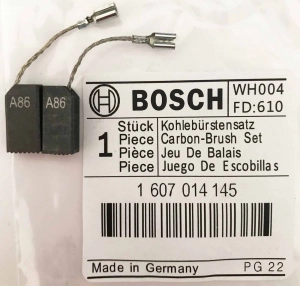 A86 A86
BOSCH
WH004
FD:610
1
Stück Kohlebürstensatz
Piece Carbon-Brush Set
Pièce Jeu De Balais
Piece Juego De Escobillas
1 607 014 145
Made in Germany PG 22